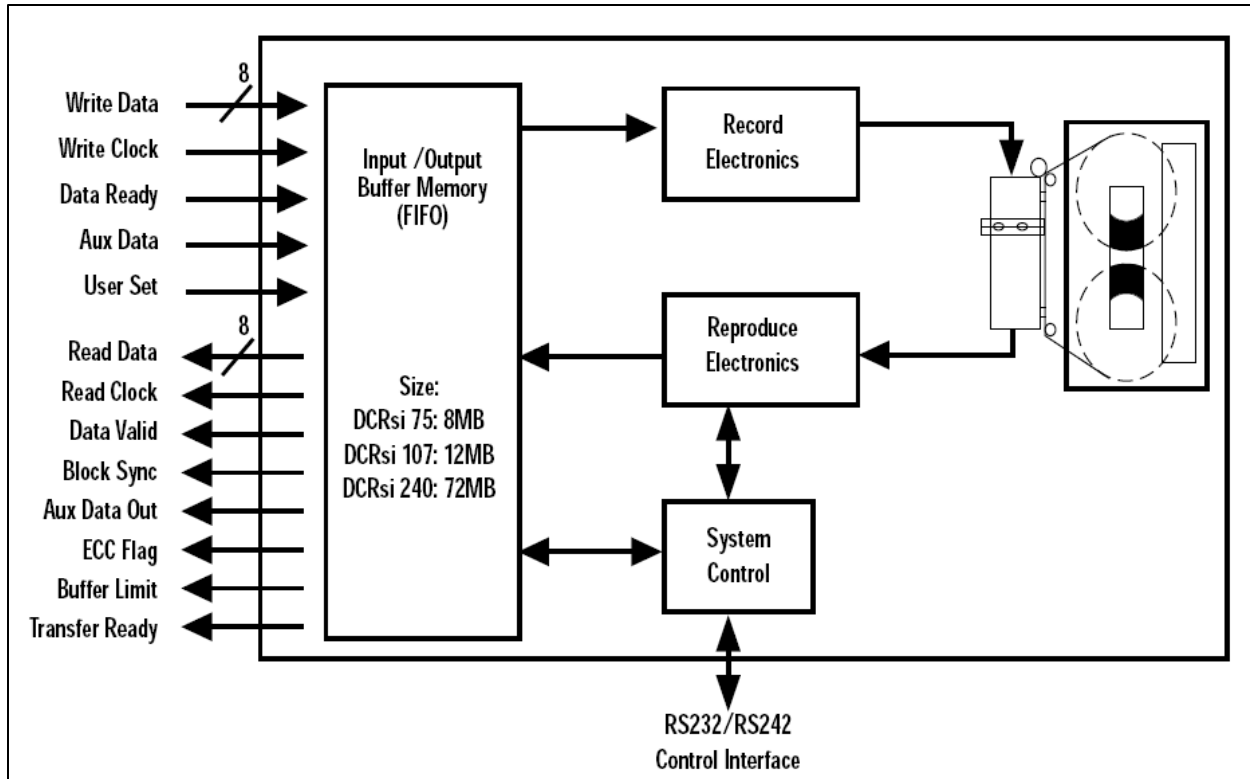 8
Write Data
Write Clock
Data Ready
Aux Data
User Set
8
Read Data
Read Clock
Data Valid
Block Sync
Aux Data Out
ECC Flag
Buffer Limit
Transfer Ready
Input /Output
Buffer Memory
(FIFO)
Size:
DCRsi 75: 8MB
DCRsi 107: 12MB
DCRsi 240: 72MB
Record
Electronics
Reproduce
Electronics
System
Control
RS232/RS242
Control Interface